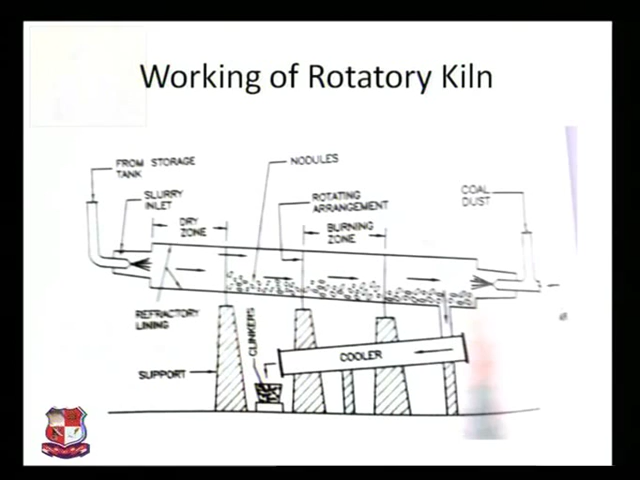 Working of Rotatory Kiln
FROM STORAGE
TANK
NODULES
SLURRY
INLET
ROTATING
ARRANGEMENT
COAL
DUST
DRY
ZONE
BURNING
ZONE
REFRACTORY
LINING
CLINKERS
COOLER
SUPPORT